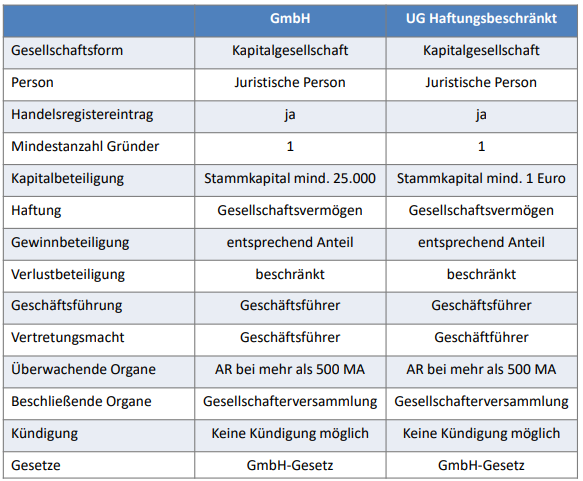 GmbH UG Haftungsbeschränkt
Gesellschaftsform Kapitalgesellschaft Kapitalgesellschaft
Person Juristische Person Juristische Person
Handelsregistereintrag ja ja
Mindestanzahl Gründer 1 1
Kapitalbeteiligung Stammkapital mind. 25.000 Stammkapital mind. 1 Euro
Haftung Gesellschaftsvermögen Gesellschaftsvermögen
Gewinnbeteiligung entsprechend Anteil entsprechend Anteil
Verlustbeteiligung beschränkt beschränkt
Geschäftsführung Geschäftsführer Geschäftsführer
Vertretungsmacht Geschäftsführer Geschäftführer
Überwachende Organe AR bei mehr als 500 MA AR bei mehr als 500 MA
Beschließende Organe Gesellschafterversammlung Gesellschafterversammlung
Kündigung Keine Kündigung möglich Keine Kündigung möglich
Gesetze GmbH-Gesetz GmbH-Gesetz